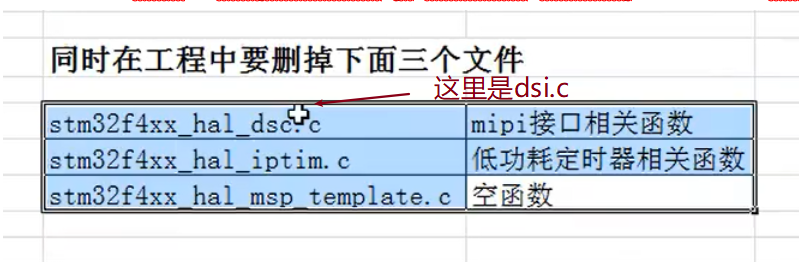 同时在工程中要删掉下面三个文件
这里是dsi.c
stm32f4xx_hal_dsc.c mipi接口相关函数
stm32f4xx_hal_iptim.c 低功耗定时器相关函数
stm32f4xx_hal_msp_template.c 空函数